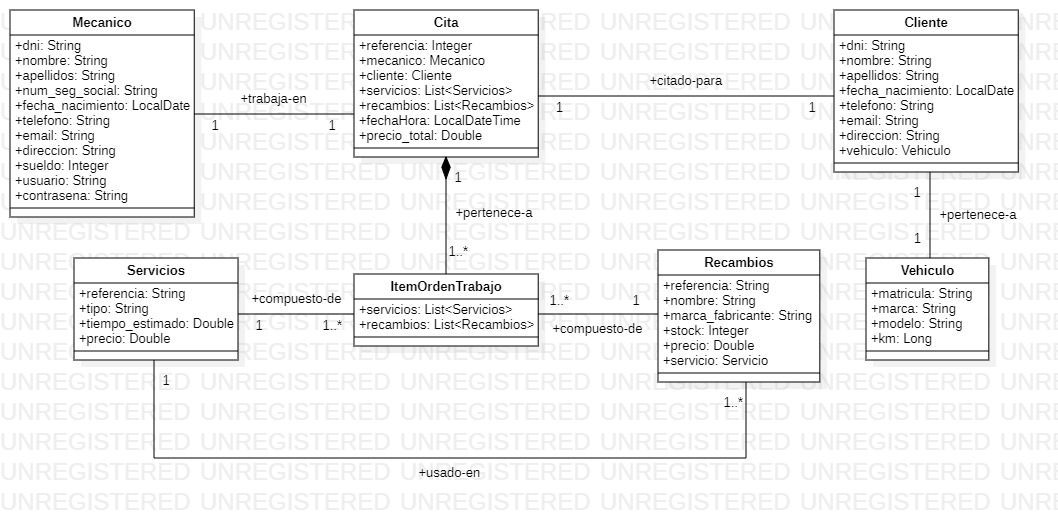 Mecanico
+dni: String
+nombre: String
+apellidos: String
+num_seg_social: String
+fecha_nacimiento: LocalDate
+telefono: String
+email: String
+direccion: String
+sueldo: Integer
+usuario: String
+contrasena: String
+trabaja-en
1
1
Cita
+referencia: Integer
+mecanico: Mecanico
+cliente: Cliente
+servicios: List<Servicios>
+recambios: List<Recambios>
+fechaHora: LocalDateTime
+precio_total: Double
+citado-para
1
1
Cliente
+dni: String
+nombre: String
+apellidos: String
+fecha_nacimiento: LocalDate
+telefono: String
+email: String
+direccion: String
+vehiculo: Vehiculo
1
+pertenece-a
1..*
1
+pertenece-a
1
Servicios
+referencia: String
+tipo: String
+tiempo_estimado: Double
+precio: Double
+compuesto-de
1
1..*
ItemOrdenTrabajo
+servicios: List<Servicios>
+recambios: List<Recambios>
1..*
1
+compuesto-de
Recambios
+referencia: String
+nombre: String
+marca_fabricante: String
+stock: Integer
+precio: Double
+servicio: Servicio
Vehiculo
+matricula: String
+marca: String
+modelo: String
+km: Long
1
1..*
+usado-en
UNREGISTERED